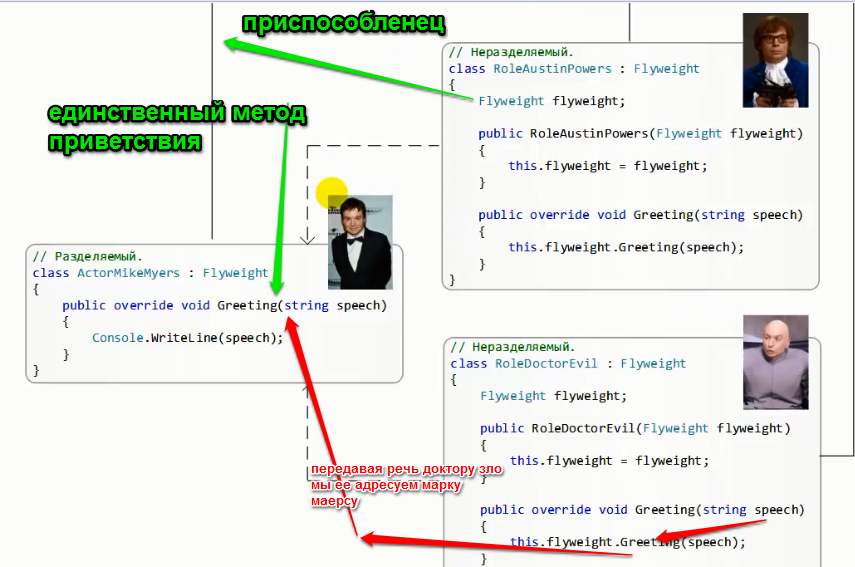 приспособленец
единственный метод
приветствия
// Неразделяемый.
class RoleAustinPowers : Flyweight
{
Flyweight flyweight;
public RoleAustinPowers(Flyweight flyweight)
{
this.flyweight = flyweight;
}
public override void Greeting(string speech)
{
this.flyweight.Greeting(speech);
}
}
// Разделяемый.
class ActorMikeMyers : Flyweight
{
public override void Greeting(string speech)
{
Console.WriteLine(speech);
}
}
// Неразделяемый.
class RoleDoctorEvil : Flyweight
{
Flyweight flyweight;
public RoleDoctorEvil(Flyweight flyweight)
{
this.flyweight = flyweight;
}
public override void Greeting(string speech)
{
this.flyweight.Greeting(speech);
}
передавая речь доктору зло
мы ее адресуем марку
маерсу